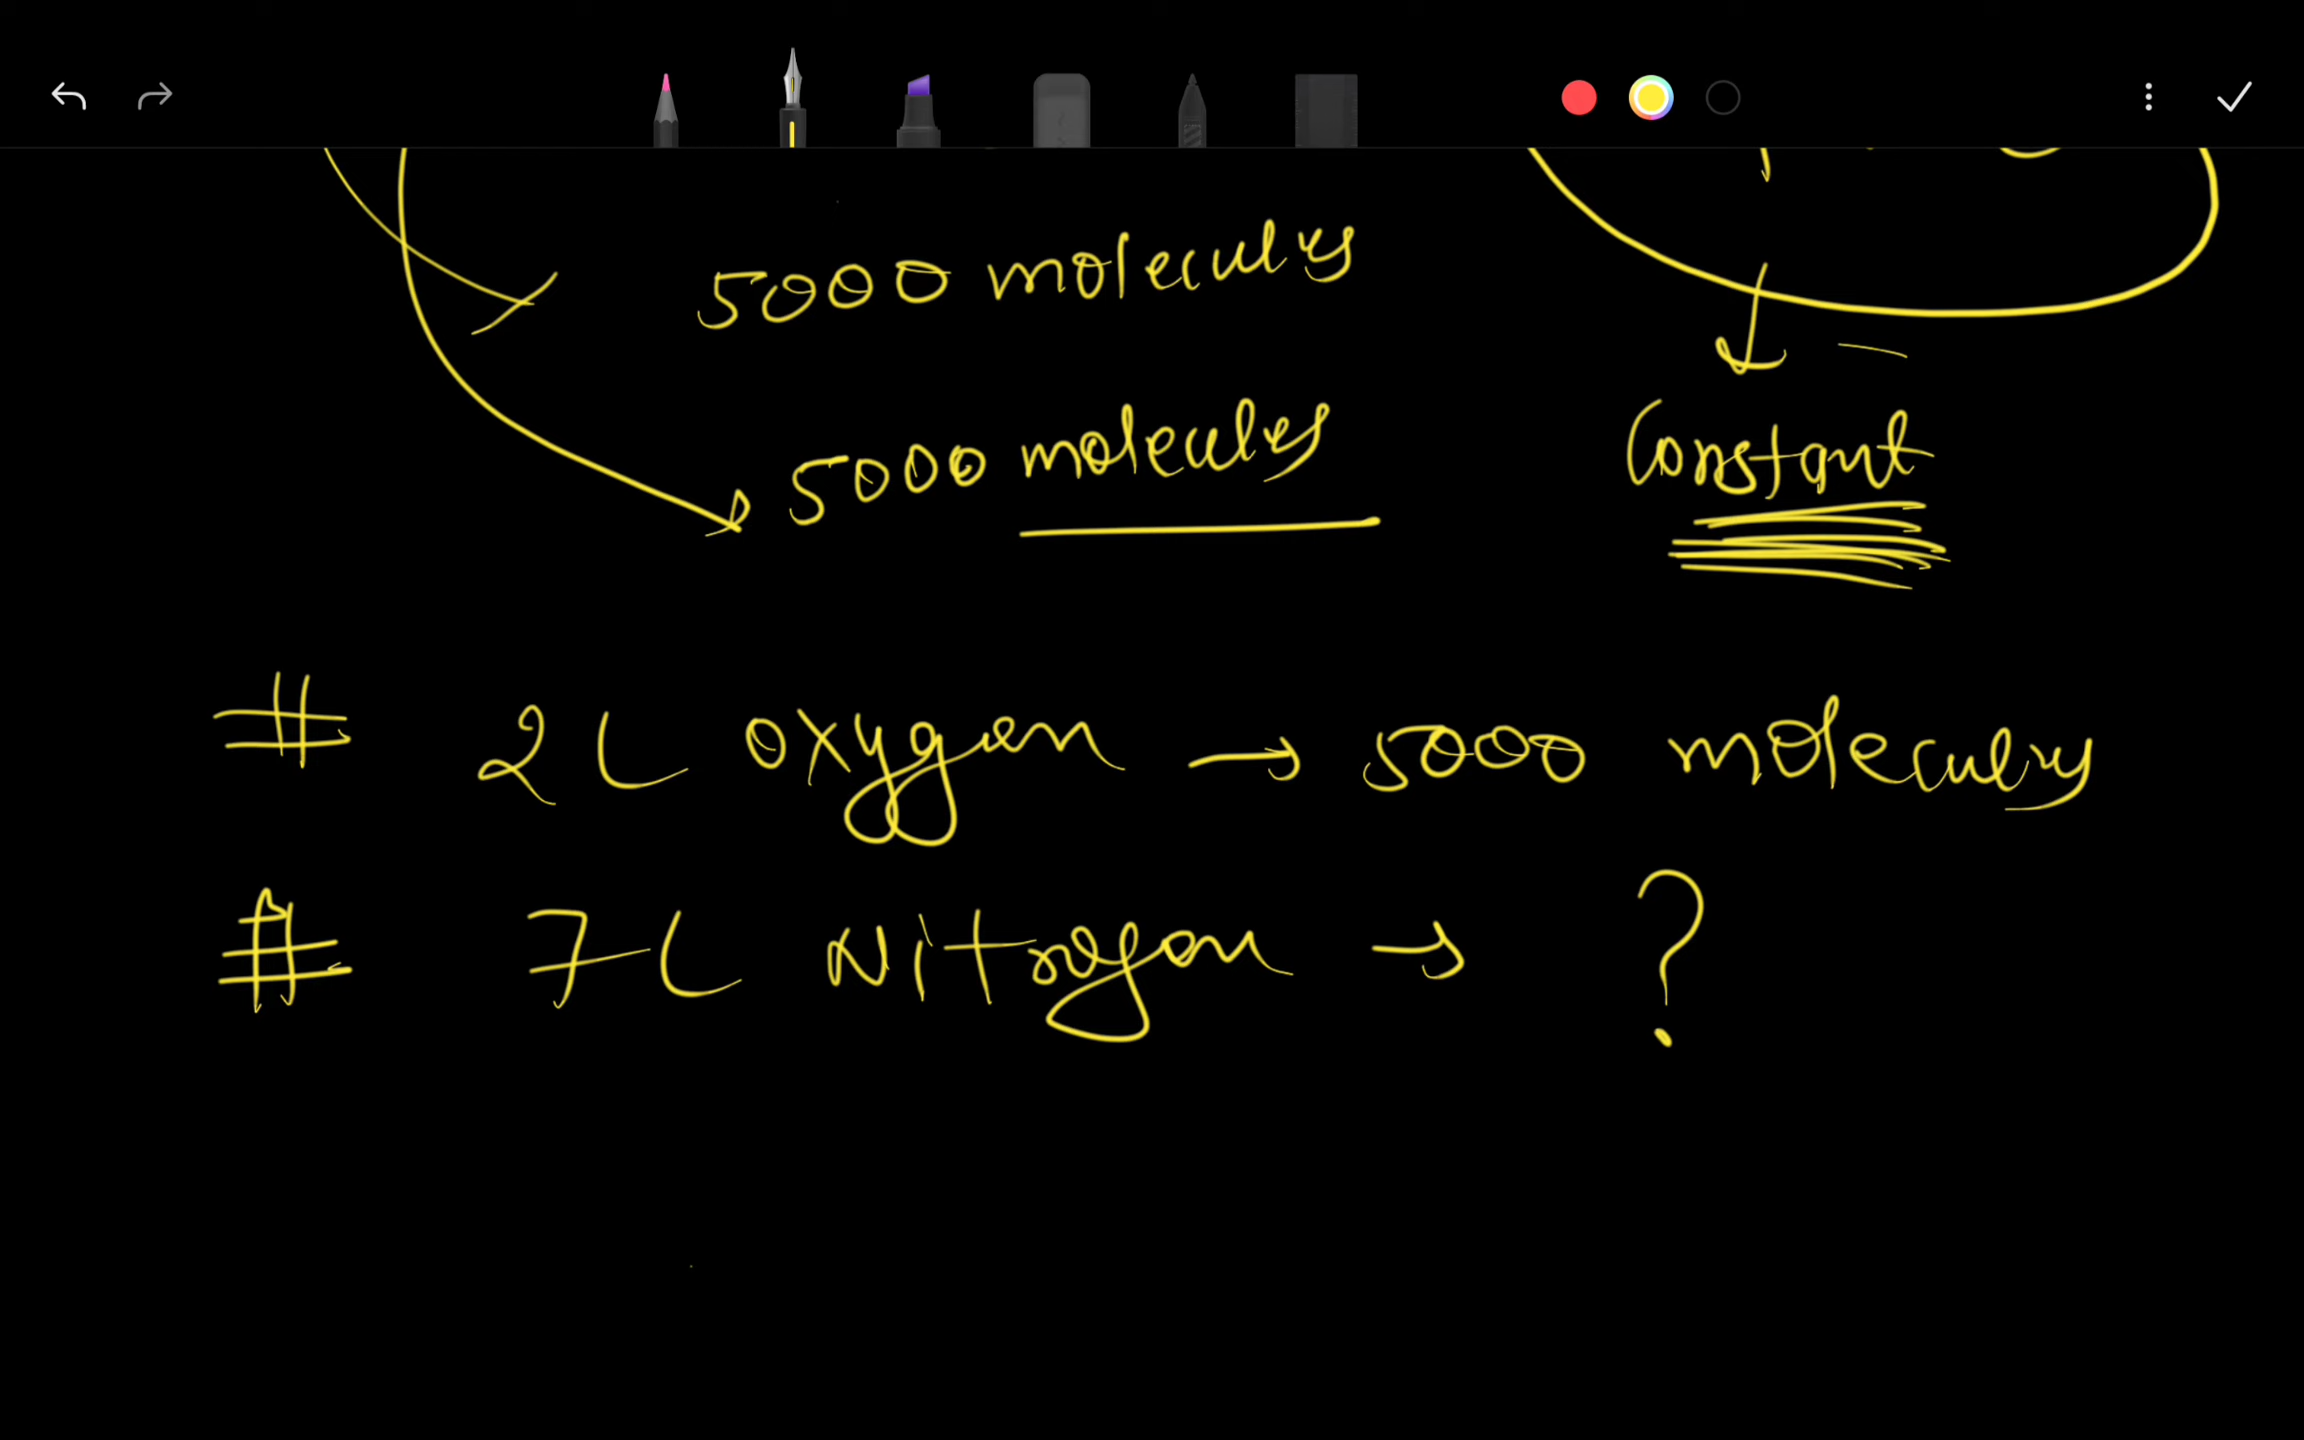 5000 molecules
5000 molecules
Constant
# 2L oxygen → 5000 molecules
# 7L Nitrogen → ?